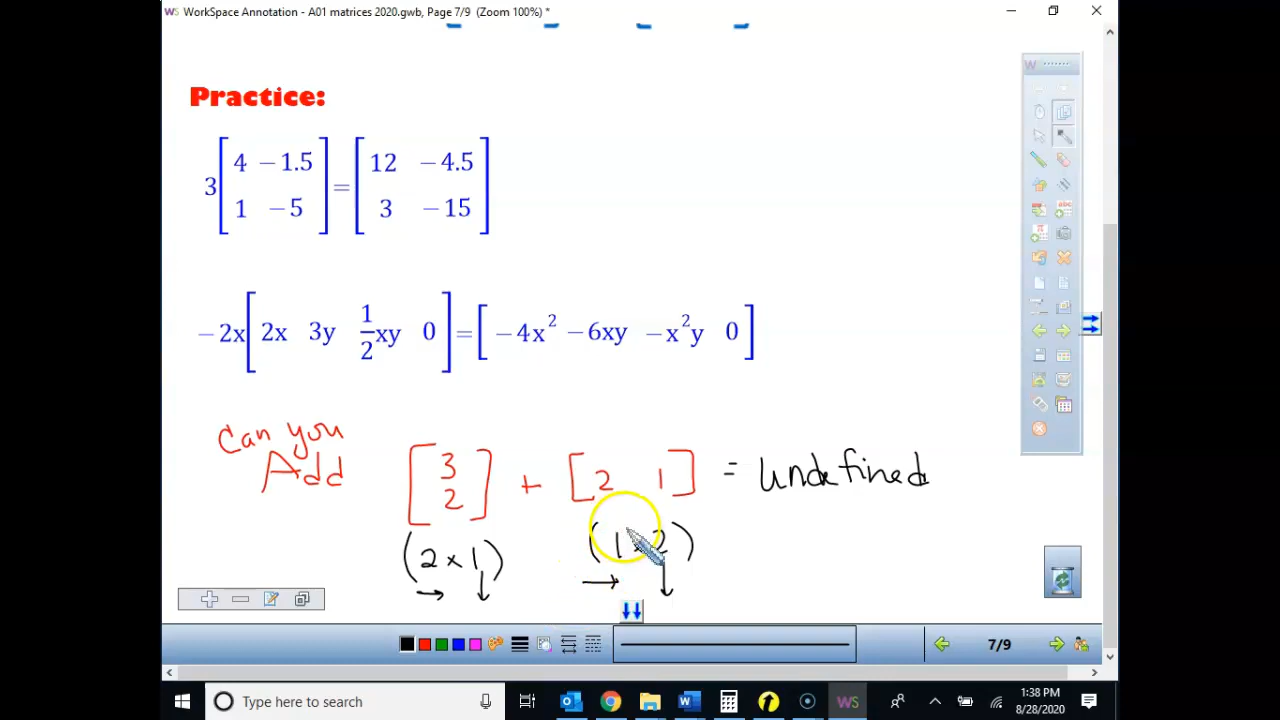 WS WorkSpace Annotation - A01 matrices 2020.gwb, Page 7/9 (Zoom 100%) *
W
Practice:
3[4 −1.5 = [12 −4.5
1 −5] 3 −15]
−2x[2x 3y 1/2xy 0] = [−4x² −6xy −x²y 0]
Can you
Add [3 + [2 1] = undefined
2]
(2 x 1) (1 x 2)
7/9
Type here to search
W
WS
1:38 PM
8/28/2020